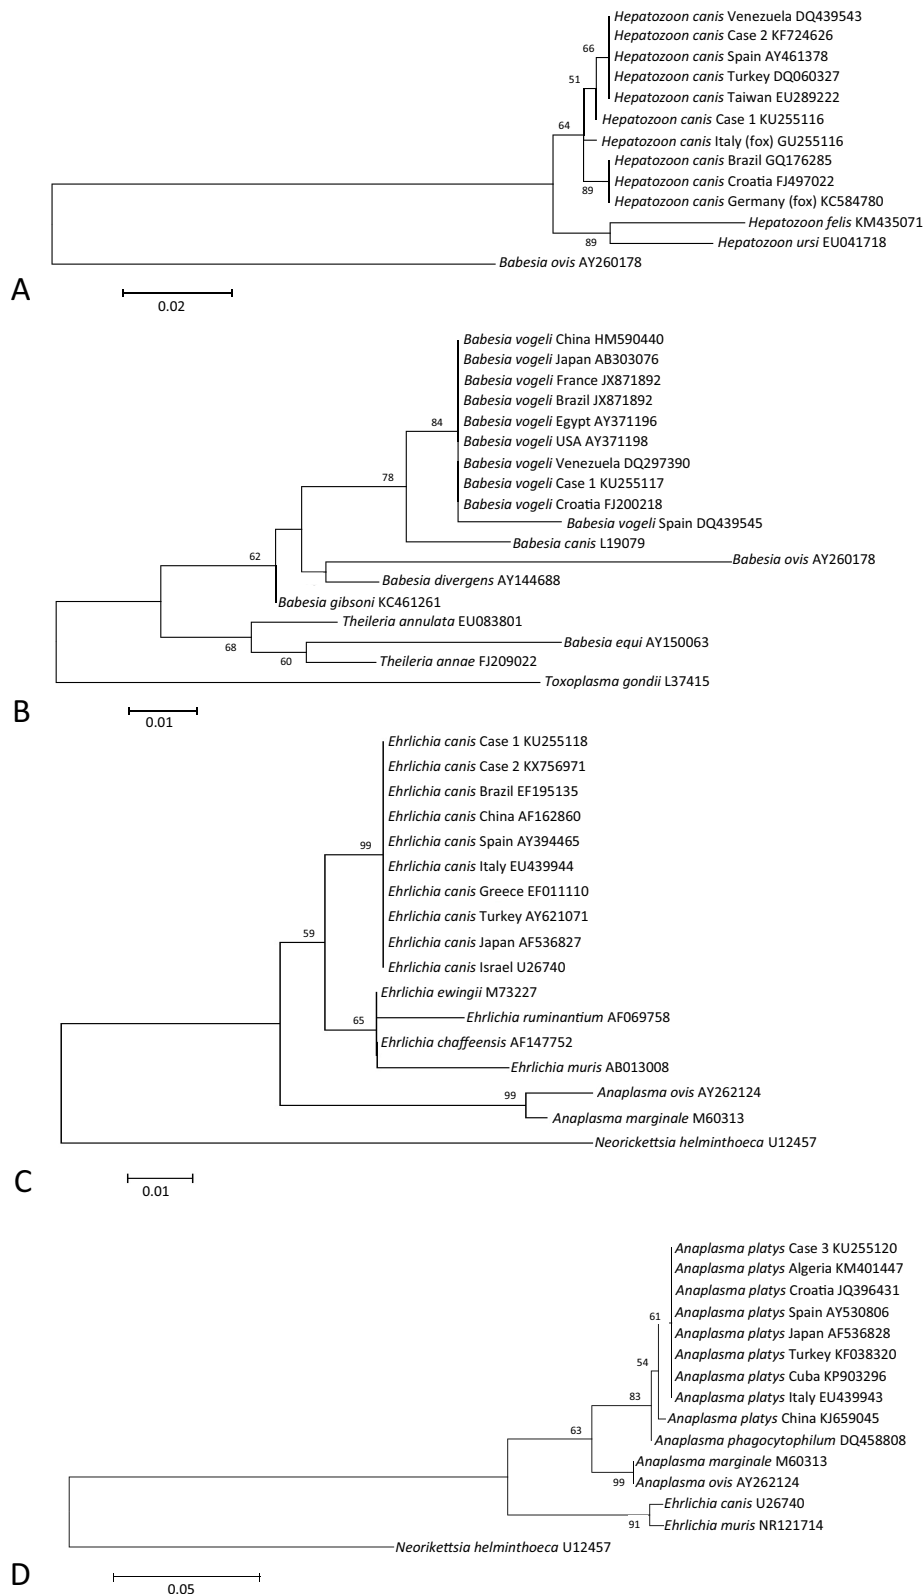 Hepatozoon canis Venezuela DQ439543
Hepatozoon canis Case 2 KF724626
66
Hepatozoon canis Spain AY461378
Hepatozoon canis Turkey DQ060327
51
Hepatozoon canis Taiwan EU289222
Hepatozoon canis Case 1 KU255116
64
Hepatozoon canis Italy (fox) GU255116
Hepatozoon canis Brazil GQ176285
Hepatozoon canis Croatia FJ497022
89
Hepatozoon canis Germany (fox) KC584780
Hepatozoon felis KM435071
89
Hepatozoon ursi EU041718
Babesia ovis AY260178
A
0.02
Babesia vogeli China HM590440
Babesia vogeli Japan AB303076
Babesia vogeli France JX871892
Babesia vogeli Brazil JX871892
84
Babesia vogeli Egypt AY371196
Babesia vogeli USA AY371198
Babesia vogeli Venezuela DQ297390
78
Babesia vogeli Case 1 KU255117
Babesia vogeli Croatia FJ200218
Babesia vogeli Spain DQ439545
Babesia canis L19079
62
Babesia ovis AY260178
Babesia divergens AY144688
Babesia gibsoni KC461261
Theileria annulata EU083801
68
Babesia equi AY150063
60
Theileria annae FJ209022
Toxoplasma gondii L37415
B
0.01
Ehrlichia canis Case 1 KU255118
Ehrlichia canis Case 2 KX756971
Ehrlichia canis Brazil EF195135
Ehrlichia canis China AF162860
99
Ehrlichia canis Spain AY394465
Ehrlichia canis Italy EU439944
Ehrlichia canis Greece EF011110
Ehrlichia canis Turkey AY621071
59
Ehrlichia canis Japan AF536827
Ehrlichia canis Israel U26740
Ehrlichia ewingii M73227
65
Ehrlichia ruminantium AF069758
Ehrlichia chaffeensis AF147752
Ehrlichia muris AB013008
99
Anaplasma ovis AY262124
Anaplasma marginale M60313
Neorickettsia helminthoeca U12457
C
0.01
Anaplasma platys Case 3 KU255120
Anaplasma platys Algeria KM401447
Anaplasma platys Croatia JQ396431
61
Anaplasma platys Spain AY530806
Anaplasma platys Japan AF536828
54
Anaplasma platys Turkey KF038320
Anaplasma platys Cuba KP903296
83
Anaplasma platys Italy EU439943
Anaplasma platys China KJ659045
63
Anaplasma phagocytophilum DQ458808
Anaplasma marginale M60313
99
Anaplasma ovis AY262124
Ehrlichia canis U26740
91
Ehrlichia muris NR121714
Neorikettsia helminthoeca U12457
D
0.05